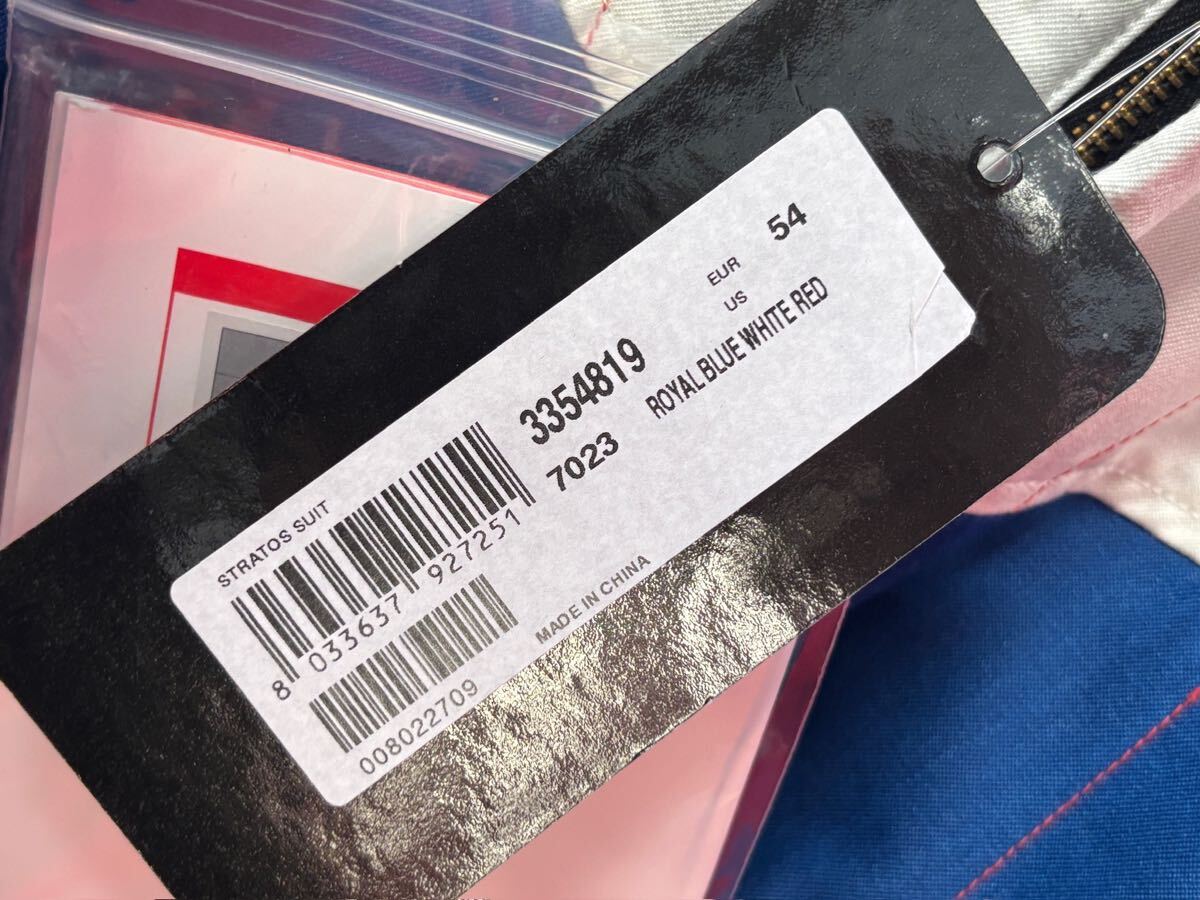 STRATOS SUIT
8 033637 927251
008022709
3354819
7023
EUR 54
US
ROYAL BLUE WHITE RED
MADE IN CHINA